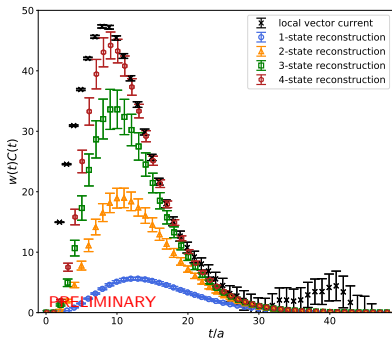 50
40
30
20
10
0
w(t)C(t)
local vector current
1-state reconstruction
2-state reconstruction
3-state reconstruction
4-state reconstruction
PRELIMINARY
0 10 20 30 40
t/a